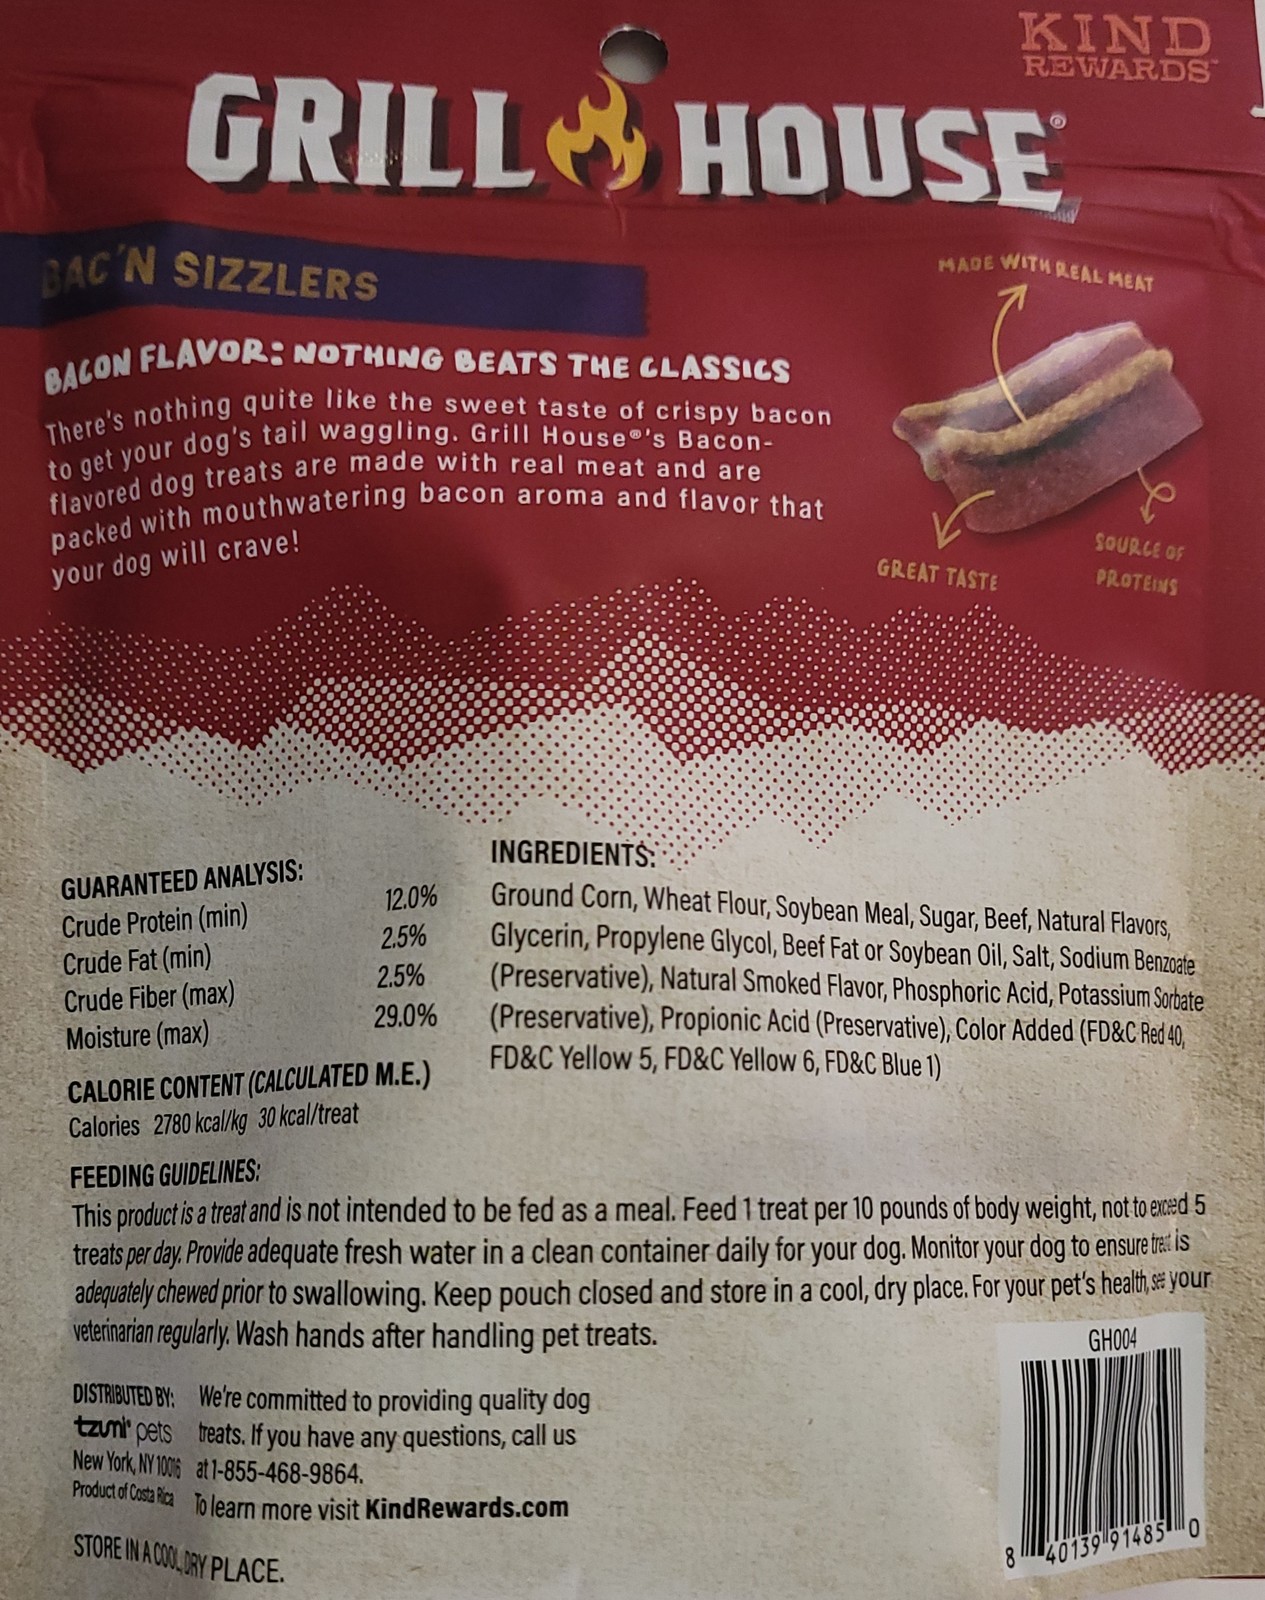 KIND
REWARDS™
GRILL HOUSE®
BAC'N SIZZLERS
MADE WITH REAL MEAT
BACON FLAVOR: NOTHING BEATS THE CLASSICS
There's nothing quite like the sweet taste of crispy bacon
to get your dog's tail waggling. Grill House®'s Bacon-
flavored dog treats are made with real meat and are
packed with mouthwatering bacon aroma and flavor that
your dog will crave!
GREAT TASTE
SOURCE OF
PROTEINS
GUARANTEED ANALYSIS:
Crude Protein (min) 12.0%
Crude Fat (min) 2.5%
Crude Fiber (max) 2.5%
Moisture (max) 29.0%
CALORIE CONTENT (CALCULATED M.E.)
Calories 2780 kcal/kg 30 kcal/treat
INGREDIENTS:
Ground Corn, Wheat Flour, Soybean Meal, Sugar, Beef, Natural Flavors,
Glycerin, Propylene Glycol, Beef Fat or Soybean Oil, Salt, Sodium Benzoate
(Preservative), Natural Smoked Flavor, Phosphoric Acid, Potassium Sorbate
(Preservative), Propionic Acid (Preservative), Color Added (FD&C Red 40,
FD&C Yellow 5, FD&C Yellow 6, FD&C Blue 1)
FEEDING GUIDELINES:
This product is a treat and is not intended to be fed as a meal. Feed 1 treat per 10 pounds of body weight, not to exceed 5
treats per day. Provide adequate fresh water in a clean container daily for your dog. Monitor your dog to ensure treat is
adequately chewed prior to swallowing. Keep pouch closed and store in a cool, dry place. For your pet's health, see your
veterinarian regularly. Wash hands after handling pet treats.
DISTRIBUTED BY:
tzumi® pets
New York, NY 10016
Product of Costa Rica
We're committed to providing quality dog
treats. If you have any questions, call us
at 1-855-468-9864.
To learn more visit KindRewards.com
STORE IN A COOL, DRY PLACE.
GH004
8 40139 91485 0